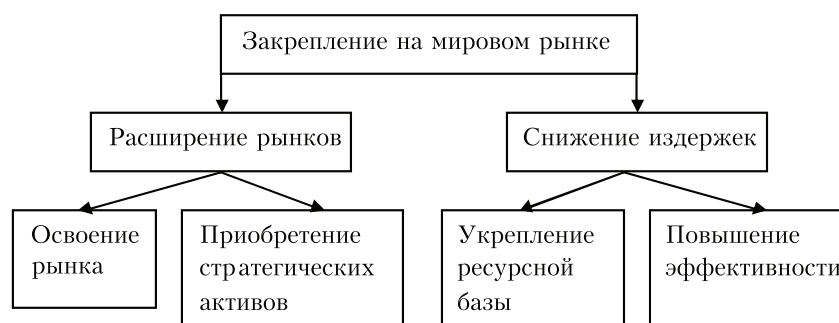 Закрепление на мировом рынке
Расширение рынков
Снижение издержек
Освоение
рынка
Приобретение
стратегических
активов
Укрепление
ресурсной
базы
Повышение
эффективности